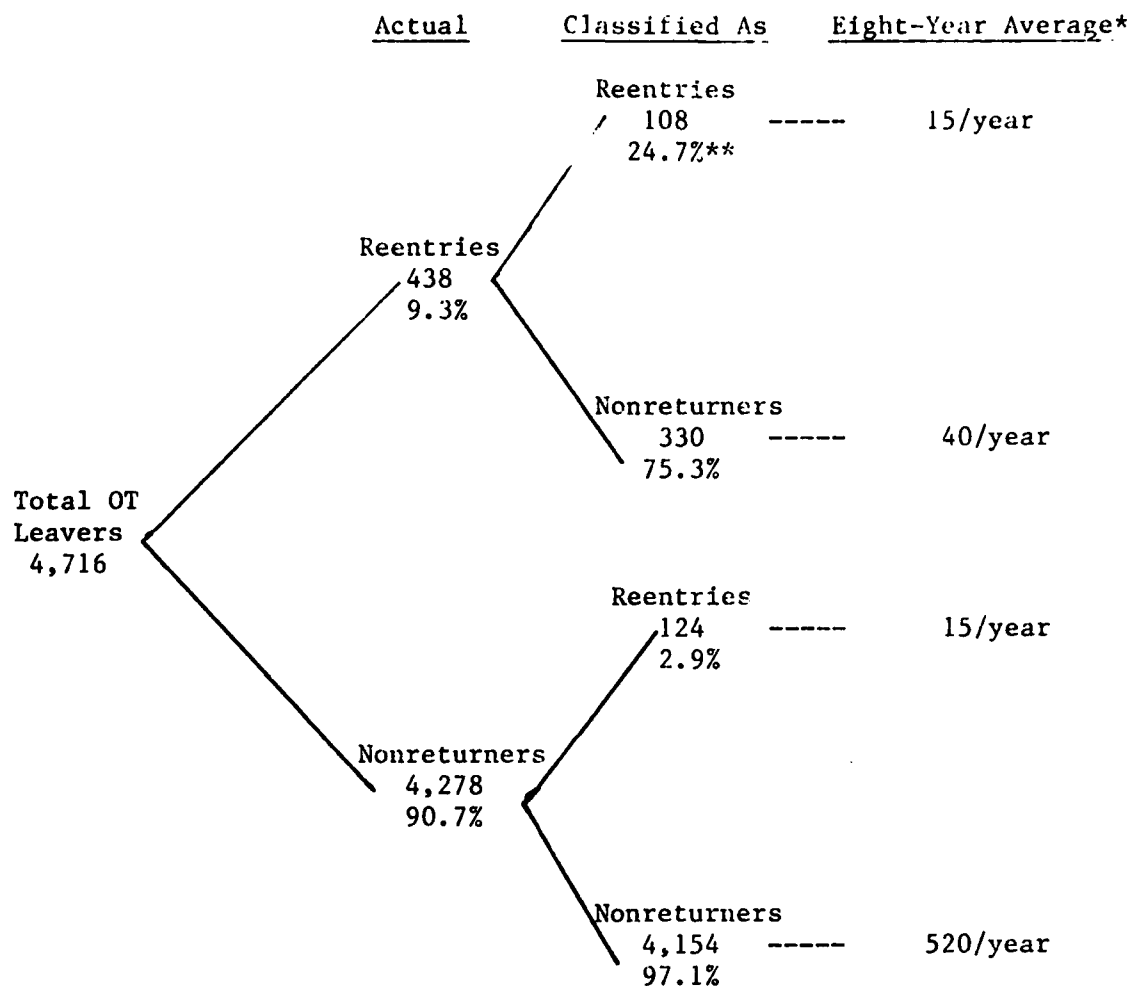 Actual Classified As Eight-Year Average*
Reentries
108 ----- 15/year
24.7%**
Reentries
438
9.3%
Nonreturners
330 ----- 40/year
75.3%
Total OT
Leavers
4,716
Reentries
124 ----- 15/year
2.9%
Nonreturners
4,278
90.7%
Nonreturners
4,154 ----- 520/year
97.1%